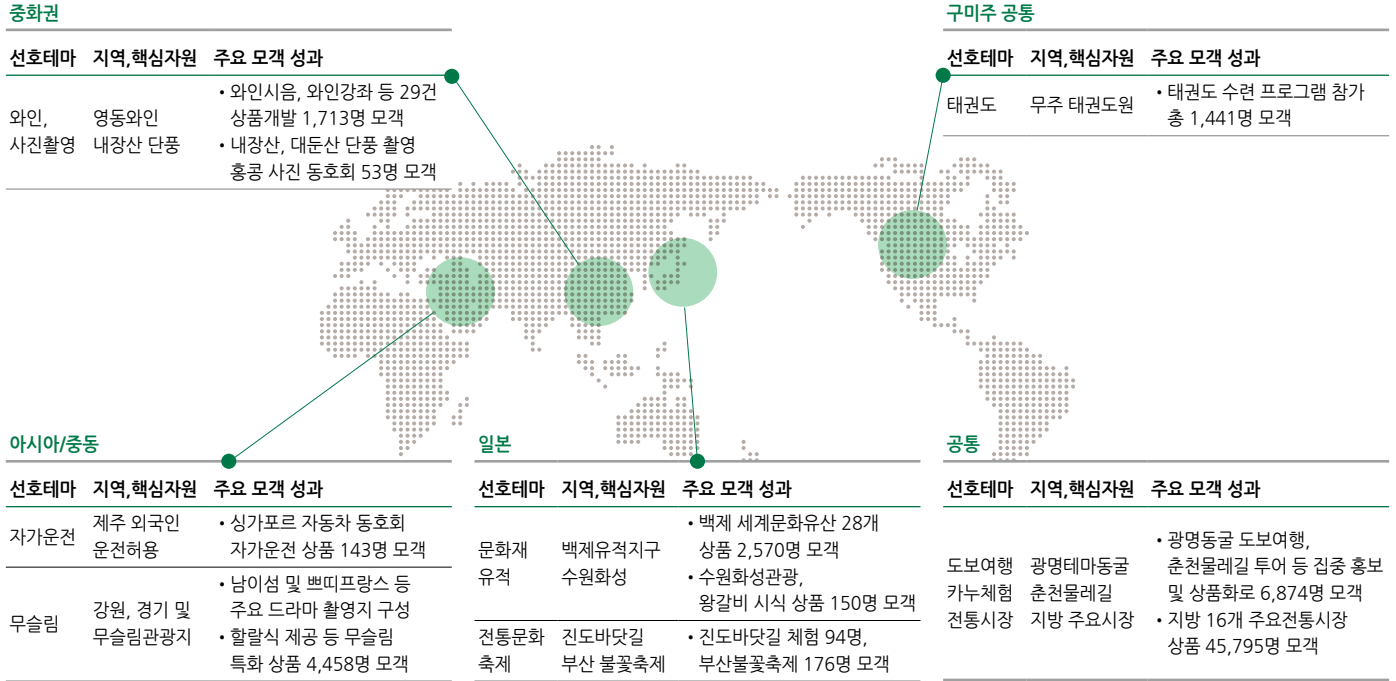 중화권
선호테마 지역,핵심자원 주요 모객 성과
와인,
사진촬영
영동와인
내장산 단풍
• 와인시음, 와인강좌 등 29건
상품개발 1,713명 모객
• 내장산, 대둔산 단풍 촬영
홍콩 사진 동호회 53명 모객
구미주 공통
선호테마 지역,핵심자원 주요 모객 성과
태권도
무주 태권도원
• 태권도 수련 프로그램 참가
총 1,441명 모객
아시아/중동
선호테마 지역,핵심자원 주요 모객 성과
자가운전
제주 외국인
운전허용
• 싱가포르 자동차 동호회
자가운전 상품 143명 모객
무슬림
강원, 경기 및
무슬림관광지
• 남이섬 및 쁘띠프랑스 등
주요 드라마 촬영지 구성
• 할랄식 제공 등 무슬림
특화 상품 4,458명 모객
일본
선호테마 지역,핵심자원 주요 모객 성과
문화재
유적
백제유적지구
수원화성
• 백제 세계문화유산 28개
상품 2,570명 모객
• 수원화성관광,
왕갈비 시식 상품 150명 모객
전통문화
축제
진도바닷길
부산 불꽃축제
• 진도바닷길 체험 94명,
부산불꽃축제 176명 모객
공통
선호테마 지역,핵심자원 주요 모객 성과
도보여행
카누체험
전통시장
광명테마동굴
춘천물레길
지방 주요시장
• 광명동굴 도보여행,
춘천물레길 투어 등 집중 홍보
및 상품화로 6,874명 모객
• 지방 16개 주요전통시장
상품 45,795명 모객